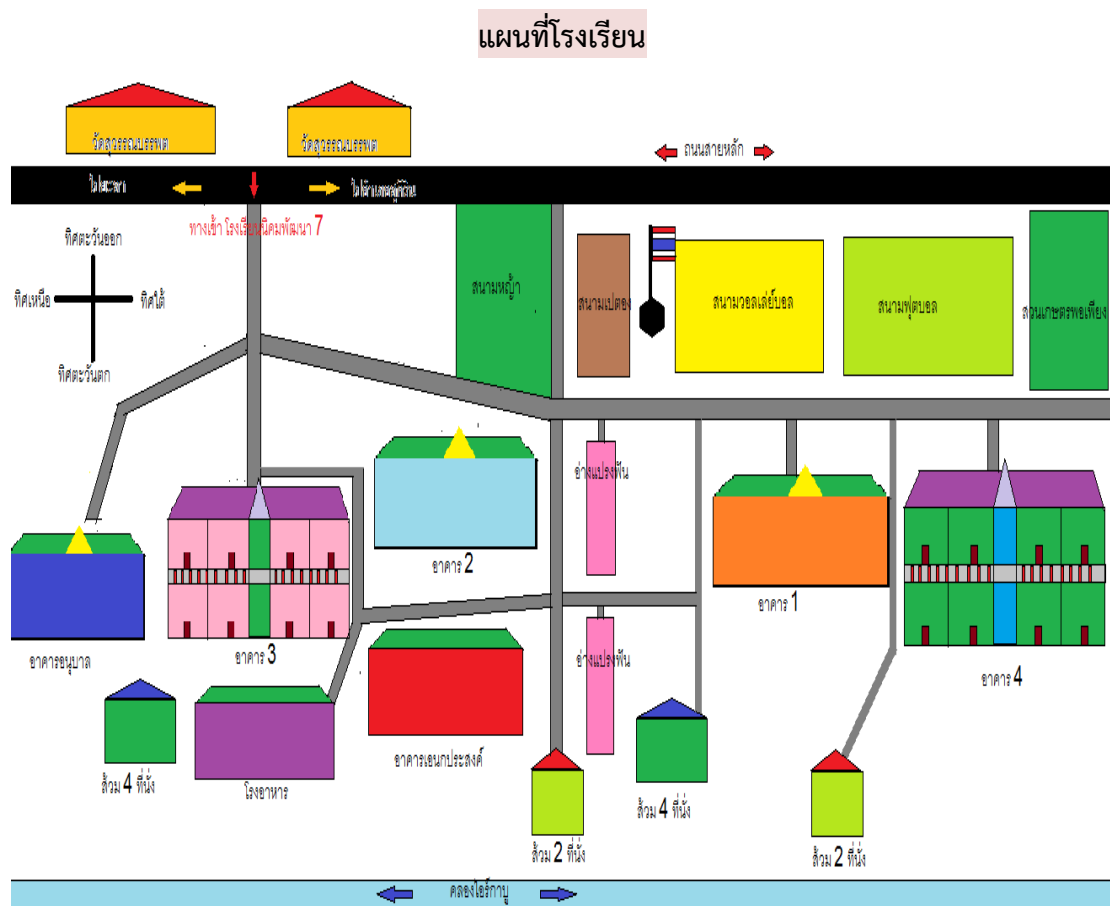 แผนที่โรงเรียน
วัดสุวรรณบรรพต
วัดสุวรรณบรรพต
ถนนสายหลัก
ไปยะลา
ทางเข้า โรงเรียนนิคมพัฒนา 7
ทิศตะวันออก
ทิศเหนือ
ทิศใต้
ทิศตะวันตก
สนามหญ้า
สนามเปตอง
สนามวอลเล่ย์บอล
สนามฟุตบอล
สวนเกษตรพอเพียง
อ่างแปรงฟัน
อาคาร 2
อาคาร 1
อาคารอนุบาล
อาคาร 3
อ่างแปรงฟัน
อาคาร 4
อาคารเอนกประสงค์
ส้วม 4 ที่นั่ง
โรงอาหาร
ส้วม 4 ที่นั่ง
ส้วม 2 ที่นั่ง
ส้วม 2 ที่นั่ง
คลองไอร์กาบู